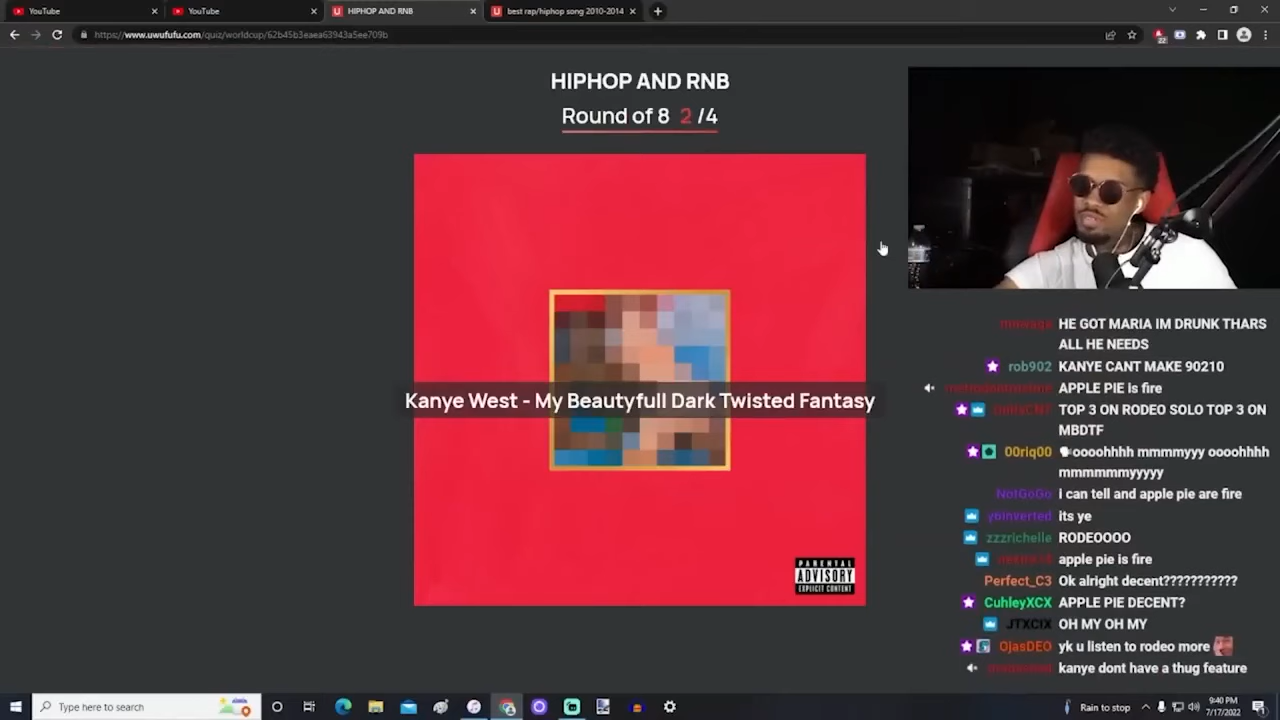 YouTube
YouTube
HIPHOP AND RNB
best rap/hiphop song 2010-2014
https://www.uwufufu.com/quiz/worldcup/62b45b3eaea63943a5ee709b
22
HIPHOP AND RNB
Round of 8 2 /4
Kanye West - My Beautyfull Dark Twisted Fantasy
PARENTAL
ADVISORY
EXPLICIT CONTENT
HE GOT MARIA IM DRUNK THARS
ALL HE NEEDS
rob902 KANYE CANT MAKE 90210
APPLE PIE is fire
TOP 3 ON RODEO SOLO TOP 3 ON
MBDTF
00riq00 oooohhhh mmmmyyy oooohhh
mmmmmmyyyyy
NotGoGo i can tell and apple pie are fire
ybinverted its ye
zzzrichelle RODEOOOO
apple pie is fire
Perfect_C3 Ok alright decent???????????
CuhleyXCX APPLE PIE DECENT?
JTXCIX OH MY OH MY
OjasDEO yk u listen to rodeo more
kanye dont have a thug feature
Type here to search
Rain to stop
9:40 PM
7/17/2022